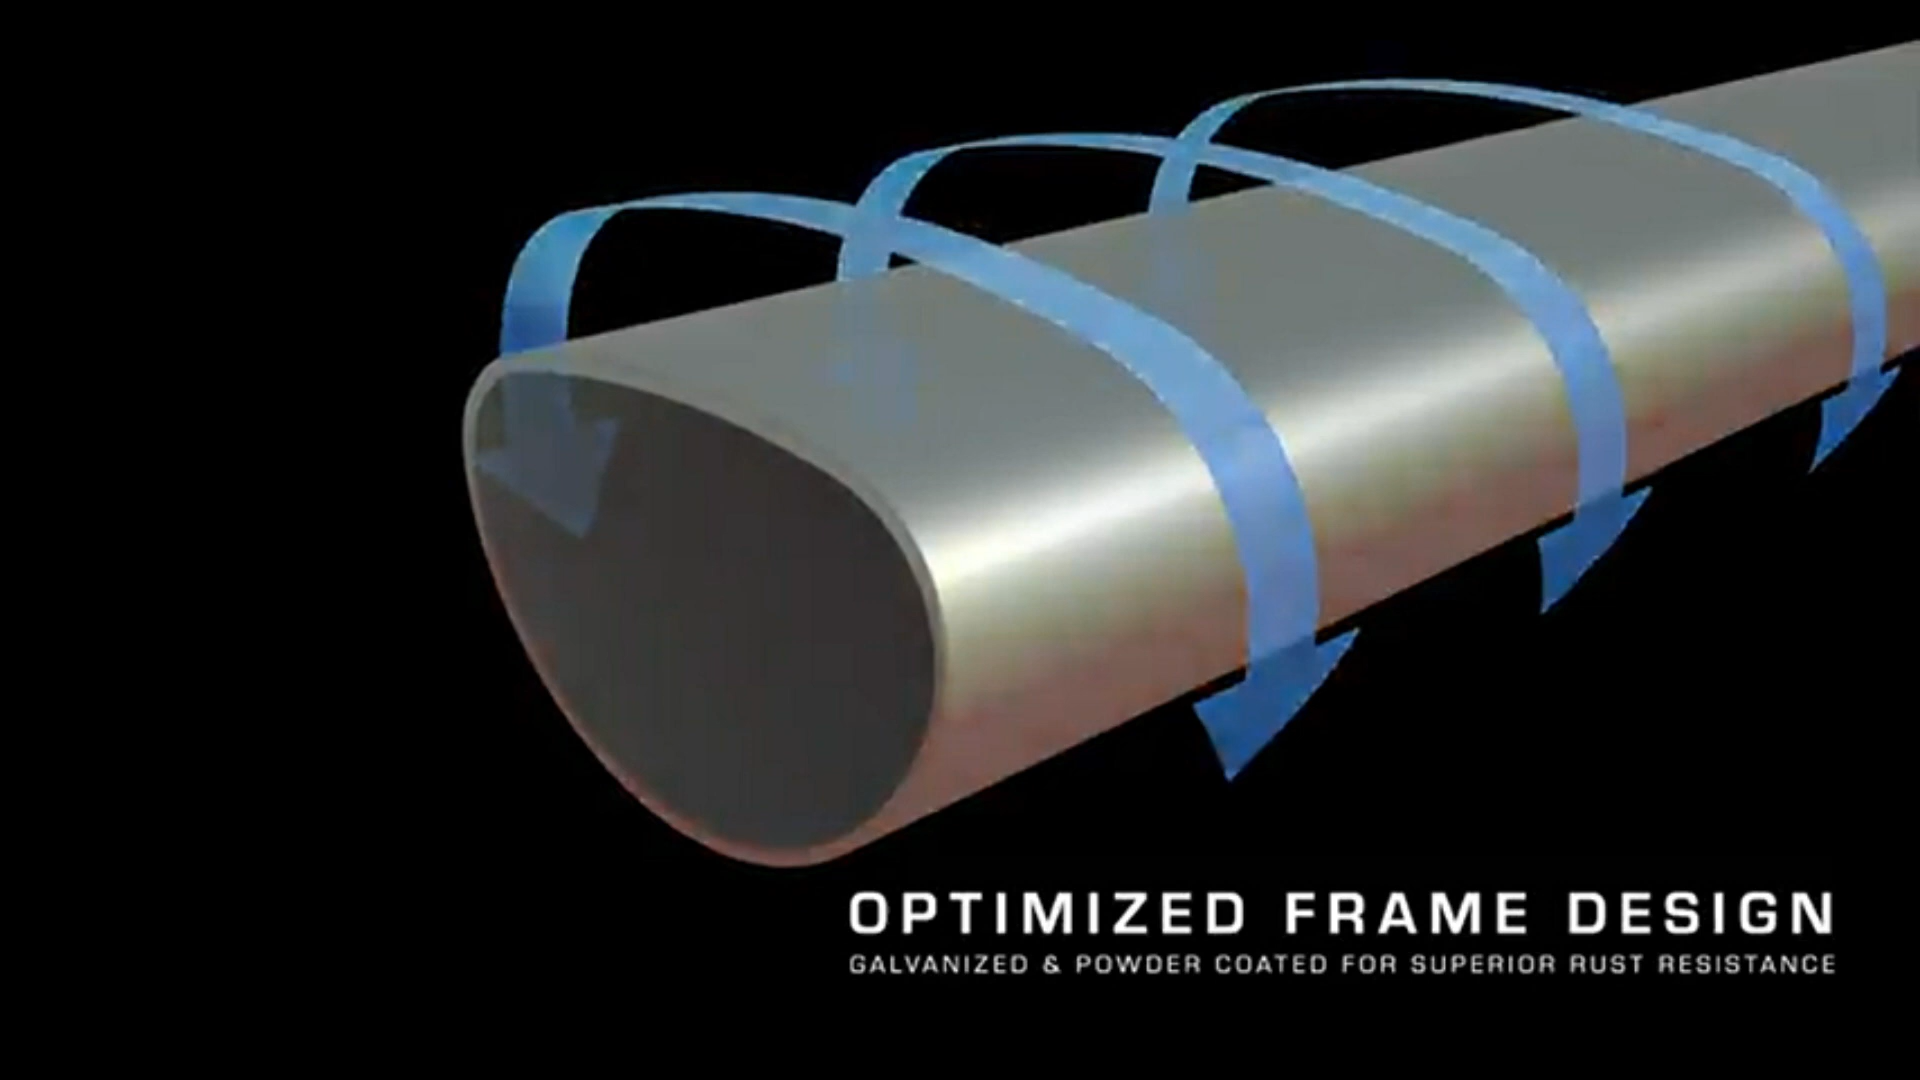 OPTIMIZED FRAME DESIGN
GALVANIZED & POWDER COATED FOR SUPERIOR RUST RESISTANCE